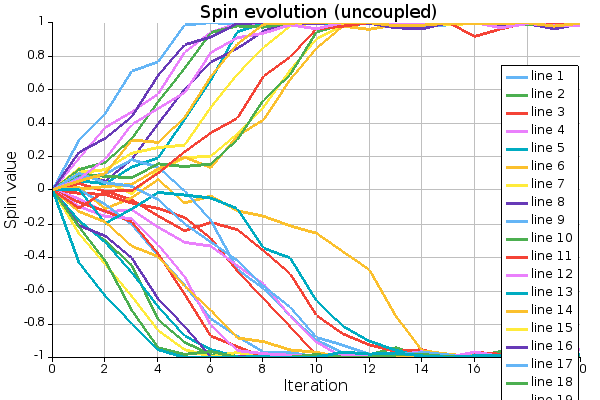 Spin evolution (uncoupled)
Spin value
1
0.8
0.6
0.4
0.2
0
-0.2
-0.4
-0.6
-0.8
-1
0
2
4
6
8
10
12
14
16
0
Iteration
line 1
line 2
line 3
line 4
line 5
line 6
line 7
line 8
line 9
line 10
line 11
line 12
line 13
line 14
line 15
line 16
line 17
line 18
line 19